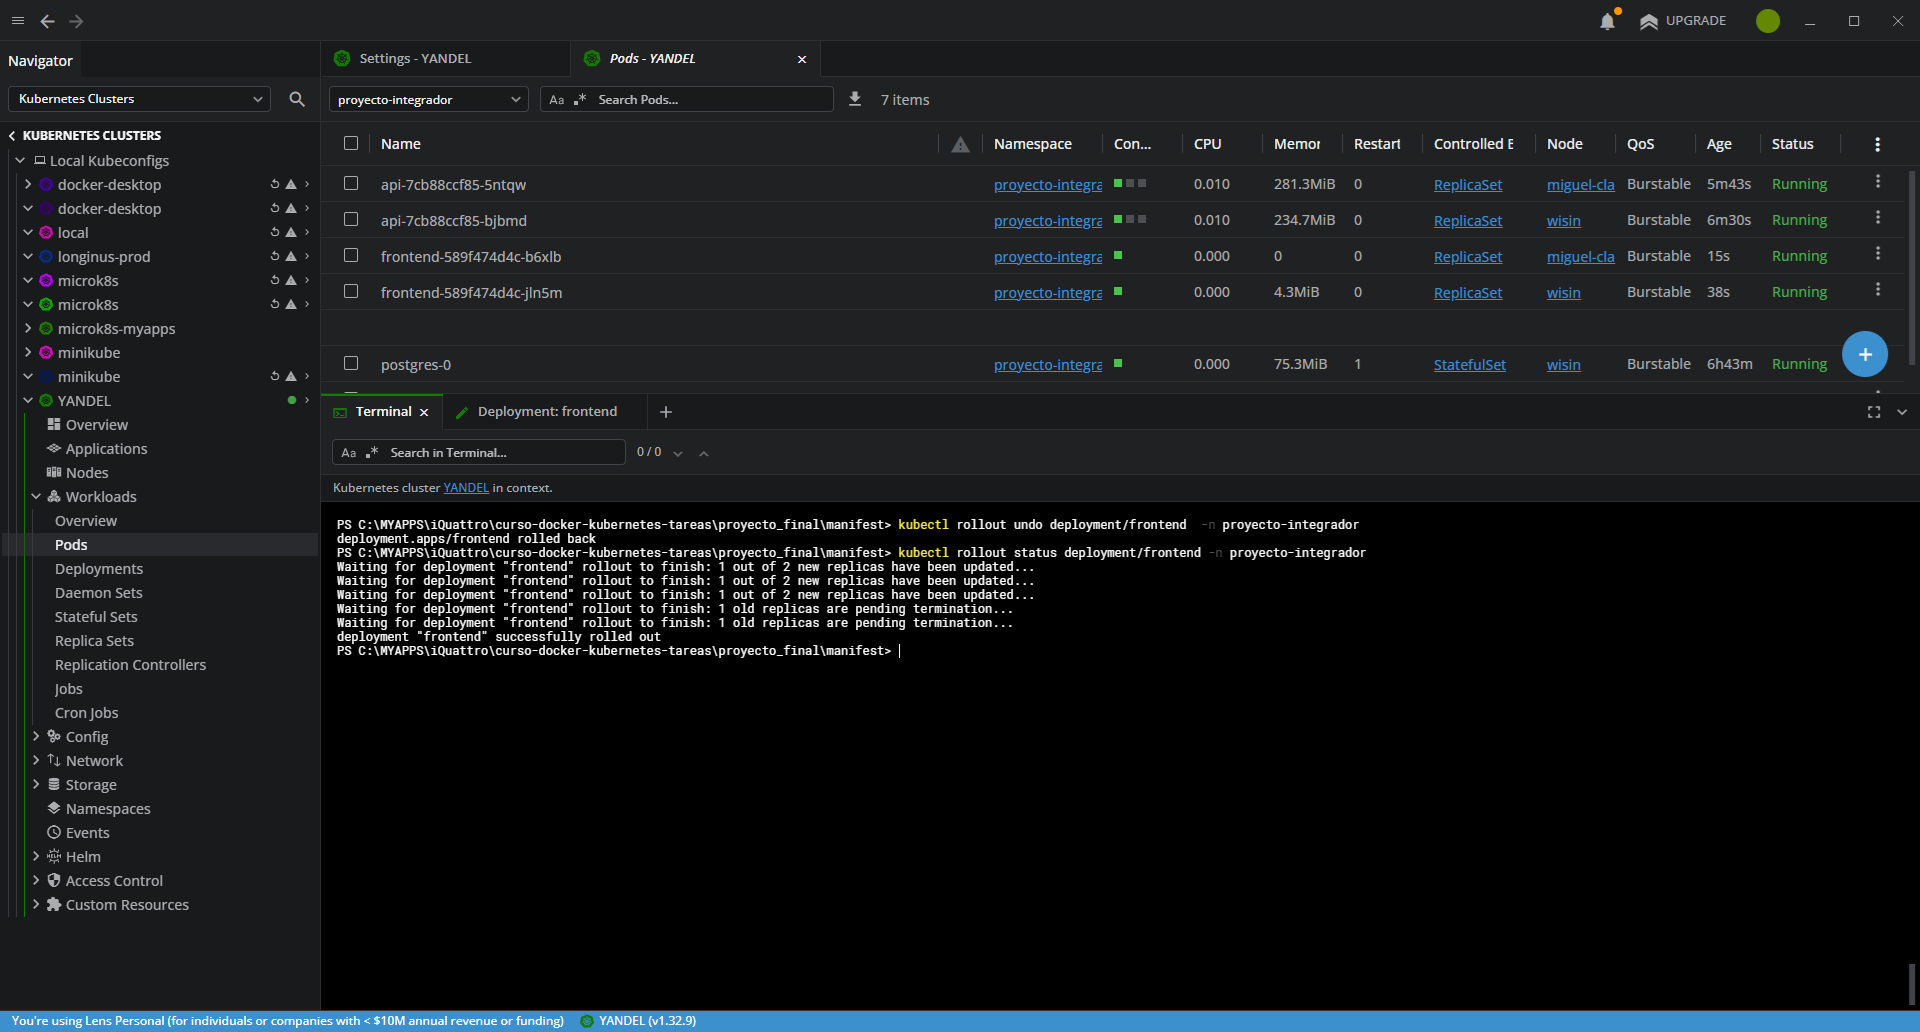 UPGRADE
Navigator
Settings - YANDEL
Pods - YANDEL
Kubernetes Clusters
proyecto-integrador
Aa .* Search Pods...
7 items
KUBERNETES CLUSTERS
Local Kubeconfigs
docker-desktop
docker-desktop
local
longinus-prod
microk8s
microk8s
microk8s-myapps
minikube
minikube
YANDEL
Overview
Applications
Nodes
Workloads
Overview
Pods
Deployments
Daemon Sets
Stateful Sets
Replica Sets
Replication Controllers
Jobs
Cron Jobs
Config
Network
Storage
Namespaces
Events
Helm
Access Control
Custom Resources
Name Namespace Con... CPU Memor Restart Controlled B Node QoS Age Status
api-7cb88ccf85-5ntqw proyecto-integra 0.010 281.3MiB 0 ReplicaSet miguel-cla Burstable 5m43s Running
api-7cb88ccf85-bjbmd proyecto-integra 0.010 234.7MiB 0 ReplicaSet wisin Burstable 6m30s Running
frontend-589f474d4c-b6xlb proyecto-integra 0.000 0 0 ReplicaSet miguel-cla Burstable 15s Running
frontend-589f474d4c-jln5m proyecto-integra 0.000 4.3MiB 0 ReplicaSet wisin Burstable 38s Running
postgres-0 proyecto-integra 0.000 75.3MiB 1 StatefulSet wisin Burstable 6h43m Running
Terminal
Deployment: frontend
Aa .* Search in Terminal...
0 / 0
Kubernetes cluster YANDEL in context.
PS C:\MYAPPS\iQuattro\curso-docker-kubernetes-tareas\proyecto_final\manifest> kubectl rollout undo deployment/frontend  -n proyecto-integrador
deployment.apps/frontend rolled back
PS C:\MYAPPS\iQuattro\curso-docker-kubernetes-tareas\proyecto_final\manifest> kubectl rollout status deployment/frontend -n proyecto-integrador
Waiting for deployment "frontend" rollout to finish: 1 out of 2 new replicas have been updated...
Waiting for deployment "frontend" rollout to finish: 1 out of 2 new replicas have been updated...
Waiting for deployment "frontend" rollout to finish: 1 out of 2 new replicas have been updated...
Waiting for deployment "frontend" rollout to finish: 1 old replicas are pending termination...
Waiting for deployment "frontend" rollout to finish: 1 old replicas are pending termination...
deployment "frontend" successfully rolled out
PS C:\MYAPPS\iQuattro\curso-docker-kubernetes-tareas\proyecto_final\manifest>
You're using Lens Personal (for individuals or companies with < $10M annual revenue or funding)
YANDEL (v1.32.9)